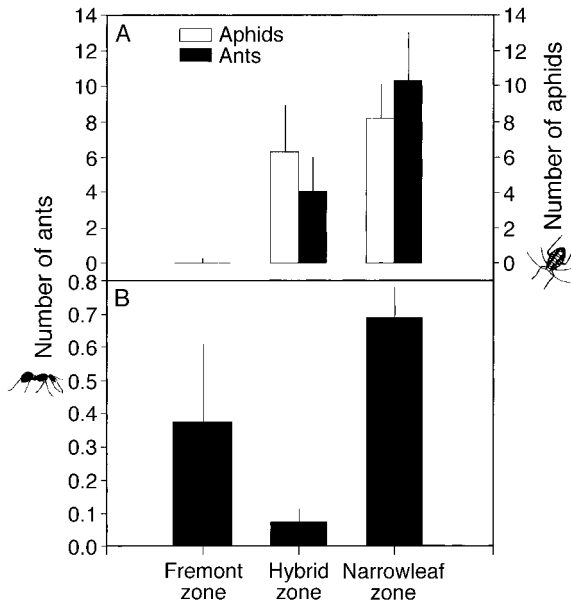 A
Aphids
Ants
14
12
10
8
6
4
2
0
14
12
10
8
6
4
2
0
Number of ants
Number of aphids
B
0.8
0.7
0.6
0.5
0.4
0.3
0.2
0.1
0.0
Fremont zone
Hybrid zone
Narrowleaf zone